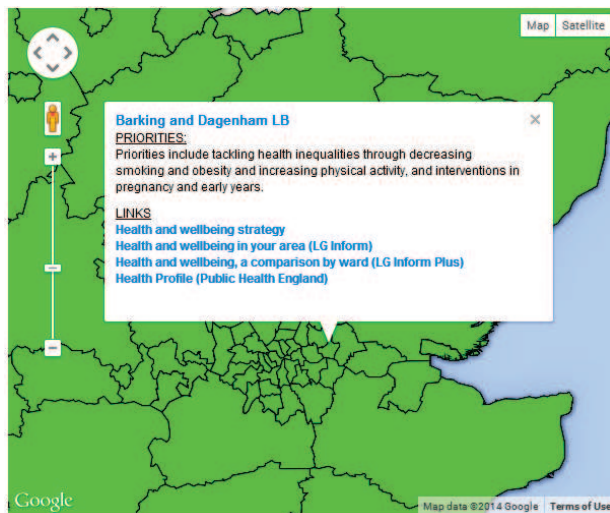 Map Satellite
Barking and Dagenham LB
PRIORITIES:
Priorities include tackling health inequalities through decreasing
smoking and obesity and increasing physical activity, and interventions in
pregnancy and early years.
LINKS
Health and wellbeing strategy
Health and wellbeing in your area (LG Inform)
Health and wellbeing, a comparison by ward (LG Inform Plus)
Health Profile (Public Health England)
Google
Map data ©2014 Google Terms of Use